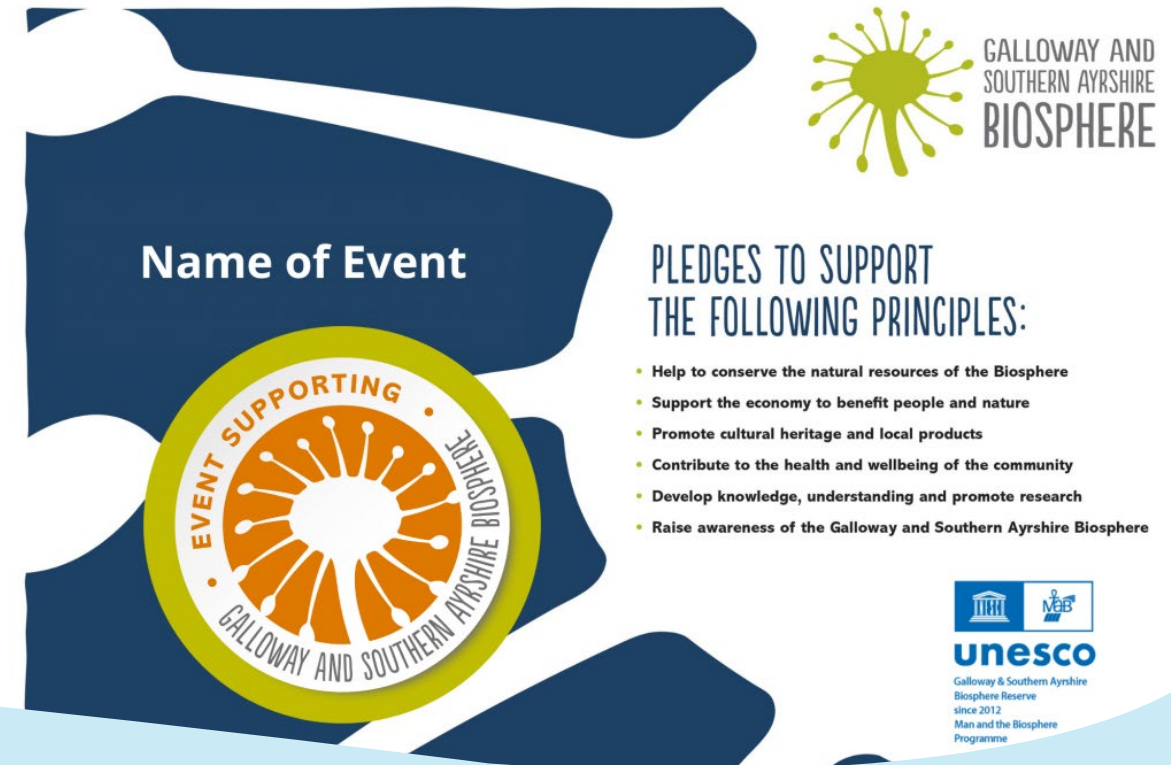 GALLOWAY AND
SOUTHERN AYRSHIRE
BIOSPHERE
Name of Event
EVENT SUPPORTING
GALLOWAY AND SOUTHERN AYRSHIRE BIOSPHERE
PLEDGES TO SUPPORT
THE FOLLOWING PRINCIPLES:
• Help to conserve the natural resources of the Biosphere
• Support the economy to benefit people and nature
• Promote cultural heritage and local products
• Contribute to the health and wellbeing of the community
• Develop knowledge, understanding and promote research
• Raise awareness of the Galloway and Southern Ayrshire Biosphere
MaB
unesco
Galloway & Southern Ayrshire
Biosphere Reserve
since 2012
Man and the Biosphere
Programme